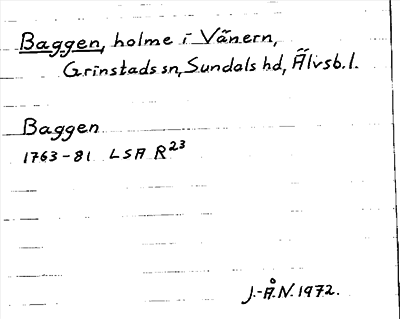 Baggen, holme i Vänern,
Grinstads sn, Sundals hd, Älvsb. l.
Baggen
1763-81 LSA R23
J.-Å.N. 1972.